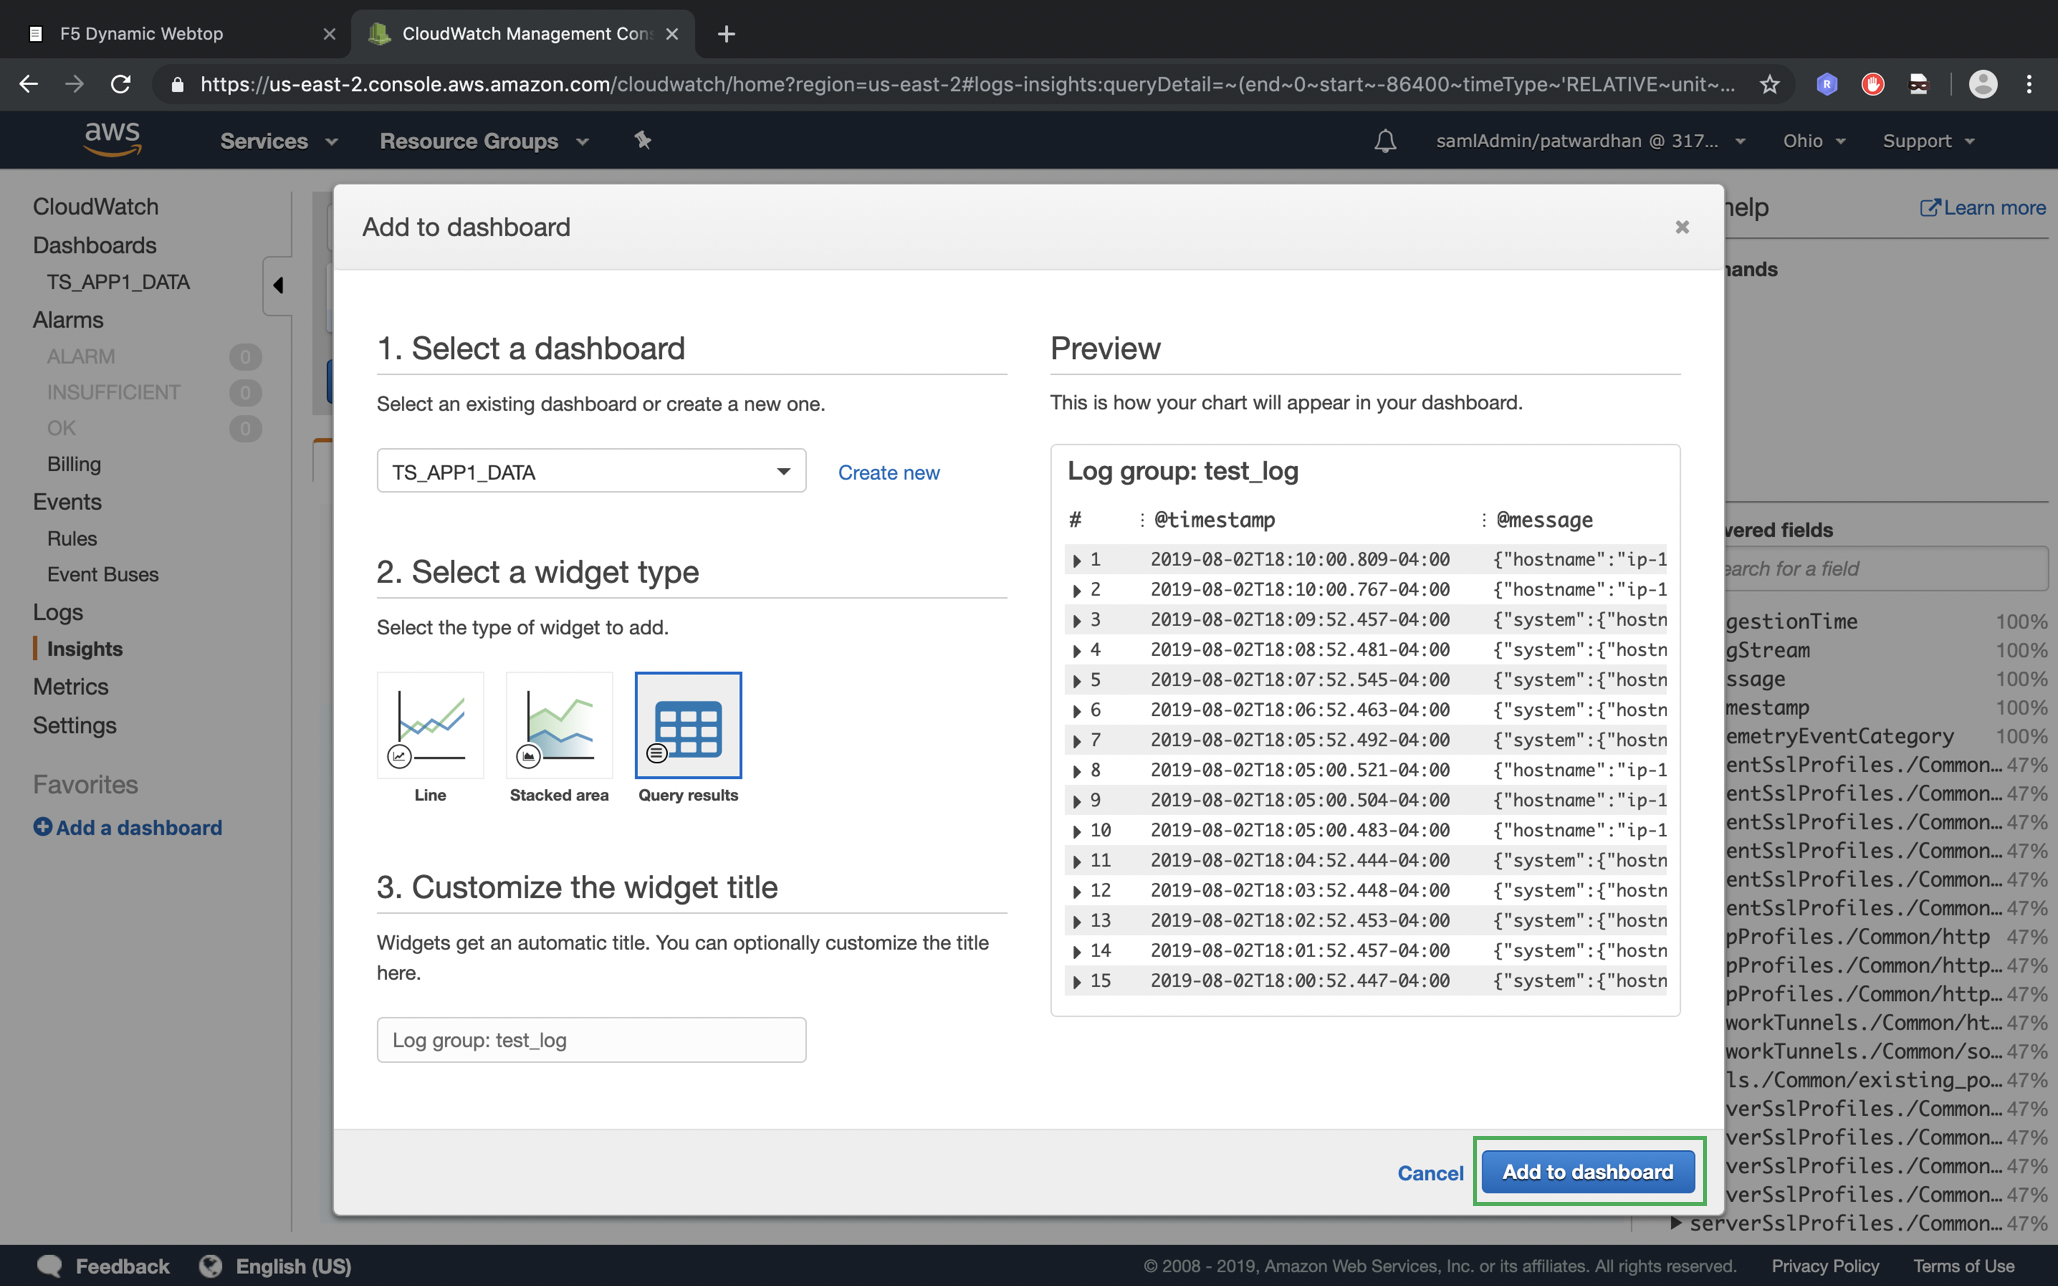 F5 Dynamic Webtop
CloudWatch Management Con
https://us-east-2.console.aws.amazon.com/cloudwatch/home?region=us-east-2#logs-insights:queryDetail=~(end~0~start~-86400~timeType~'RELATIVE~unit~...
R
aws
Services
Resource Groups
samlAdmin/patwardhan @ 317...
Ohio
Support
CloudWatch
Dashboards
TS_APP1_DATA
Alarms
ALARM 0
INSUFFICIENT 0
OK 0
Billing
Events
Rules
Event Buses
Logs
Insights
Metrics
Settings
Favorites
Add a dashboard
Add to dashboard
1. Select a dashboard
Select an existing dashboard or create a new one.
TS_APP1_DATA
Create new
2. Select a widget type
Select the type of widget to add.
Line
Stacked area
Query results
3. Customize the widget title
Widgets get an automatic title. You can optionally customize the title
here.
Log group: test_log
Preview
This is how your chart will appear in your dashboard.
Log group: test_log
# @timestamp @message
1 2019-08-02T18:10:00.809-04:00 {"hostname":"ip-1
2 2019-08-02T18:10:00.767-04:00 {"hostname":"ip-1
3 2019-08-02T18:09:52.457-04:00 {"system":{"hostn
4 2019-08-02T18:08:52.481-04:00 {"system":{"hostn
5 2019-08-02T18:07:52.545-04:00 {"system":{"hostn
6 2019-08-02T18:06:52.463-04:00 {"system":{"hostn
7 2019-08-02T18:05:52.492-04:00 {"system":{"hostn
8 2019-08-02T18:05:00.521-04:00 {"hostname":"ip-1
9 2019-08-02T18:05:00.504-04:00 {"hostname":"ip-1
10 2019-08-02T18:05:00.483-04:00 {"hostname":"ip-1
11 2019-08-02T18:04:52.444-04:00 {"system":{"hostn
12 2019-08-02T18:03:52.448-04:00 {"system":{"hostn
13 2019-08-02T18:02:52.453-04:00 {"system":{"hostn
14 2019-08-02T18:01:52.457-04:00 {"system":{"hostn
15 2019-08-02T18:00:52.447-04:00 {"system":{"hostn
Cancel
Add to dashboard
help
Learn more
nands
vered fields
earch for a field
gestionTime 100%
gStream 100%
ssage 100%
mestamp 100%
emetryEventCategory 100%
entSslProfiles./Common... 47%
entSslProfiles./Common... 47%
entSslProfiles./Common... 47%
entSslProfiles./Common... 47%
entSslProfiles./Common... 47%
entSslProfiles./Common... 47%
pProfiles./Common/http 47%
pProfiles./Common/http... 47%
pProfiles./Common/http... 47%
workTunnels./Common/ht... 47%
workTunnels./Common/so... 47%
ls./Common/existing_po... 47%
verSslProfiles./Common... 47%
verSslProfiles./Common... 47%
verSslProfiles./Common... 47%
verSslProfiles./Common... 47%
serverSslProfiles./Common... 47%
Feedback
English (US)
© 2008 - 2019, Amazon Web Services, Inc. or its affiliates. All rights reserved.
Privacy Policy
Terms of Use